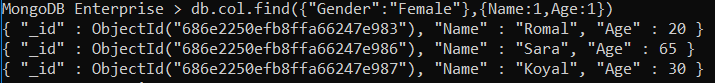 MongoDB Enterprise > db.col.find({"Gender":"Female"},{Name:1,Age:1})
{ "_id" : ObjectId("686e2250efb8ffa66247e983"), "Name" : "Romal", "Age" : 20 }
{ "_id" : ObjectId("686e2250efb8ffa66247e986"), "Name" : "Sara", "Age" : 65 }
{ "_id" : ObjectId("686e2250efb8ffa66247e987"), "Name" : "Koyal", "Age" : 30 }